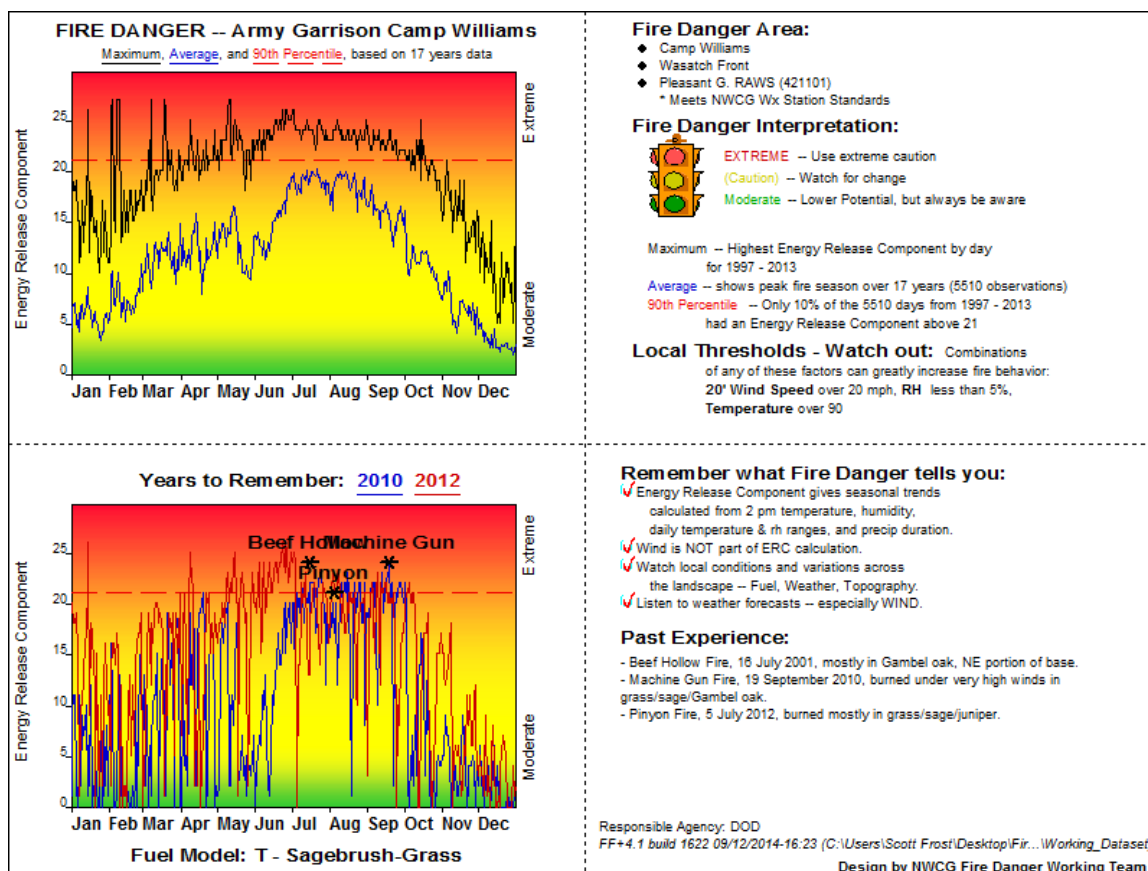 FIRE DANGER -- Army Garrison Camp Williams
Maximum, Average, and 90th Percentile, based on 17 years data
Energy Release Component
25
20
15
10
5
0
Extreme
Moderate
Jan Feb Mar Apr May Jun Jul Aug Sep Oct Nov Dec
Fire Danger Area:
Camp Williams
Wasatch Front
Pleasant G. RAWS (421101)
* Meets NWCG Wx Station Standards
Fire Danger Interpretation:
EXTREME -- Use extreme caution
(Caution) -- Watch for change
Moderate -- Lower Potential, but always be aware
Maximum -- Highest Energy Release Component by day
for 1997 - 2013
Average -- shows peak fire season over 17 years (5510 observations)
90th Percentile -- Only 10% of the 5510 days from 1997 - 2013
had an Energy Release Component above 21
Local Thresholds - Watch out: Combinations
of any of these factors can greatly increase fire behavior:
20' Wind Speed over 20 mph, RH less than 5%,
Temperature over 90
Years to Remember: 2010 2012
Energy Release Component
25
20
15
10
5
0
Beef Hollow Machine Gun
Pinyon
Extreme
Moderate
Jan Feb Mar Apr May Jun Jul Aug Sep Oct Nov Dec
Fuel Model: T - Sagebrush-Grass
Remember what Fire Danger tells you:
Energy Release Component gives seasonal trends
calculated from 2 pm temperature, humidity,
daily temperature & rh ranges, and precip duration.
Wind is NOT part of ERC calculation.
Watch local conditions and variations across
the landscape -- Fuel, Weather, Topography.
Listen to weather forecasts -- especially WIND.
Past Experience:
- Beef Hollow Fire, 16 July 2001, mostly in Gambel oak, NE portion of base.
- Machine Gun Fire, 19 September 2010, burned under very high winds in
grass/sage/Gambel oak.
- Pinyon Fire, 5 July 2012, burned mostly in grass/sage/juniper.
Responsible Agency: DOD
FF+4.1 build 1622 09/12/2014-16:23 (C:\Users\Scott Frost\Desktop\Fir...\Working_Dataset)
Design by NWCG Fire Danger Working Team